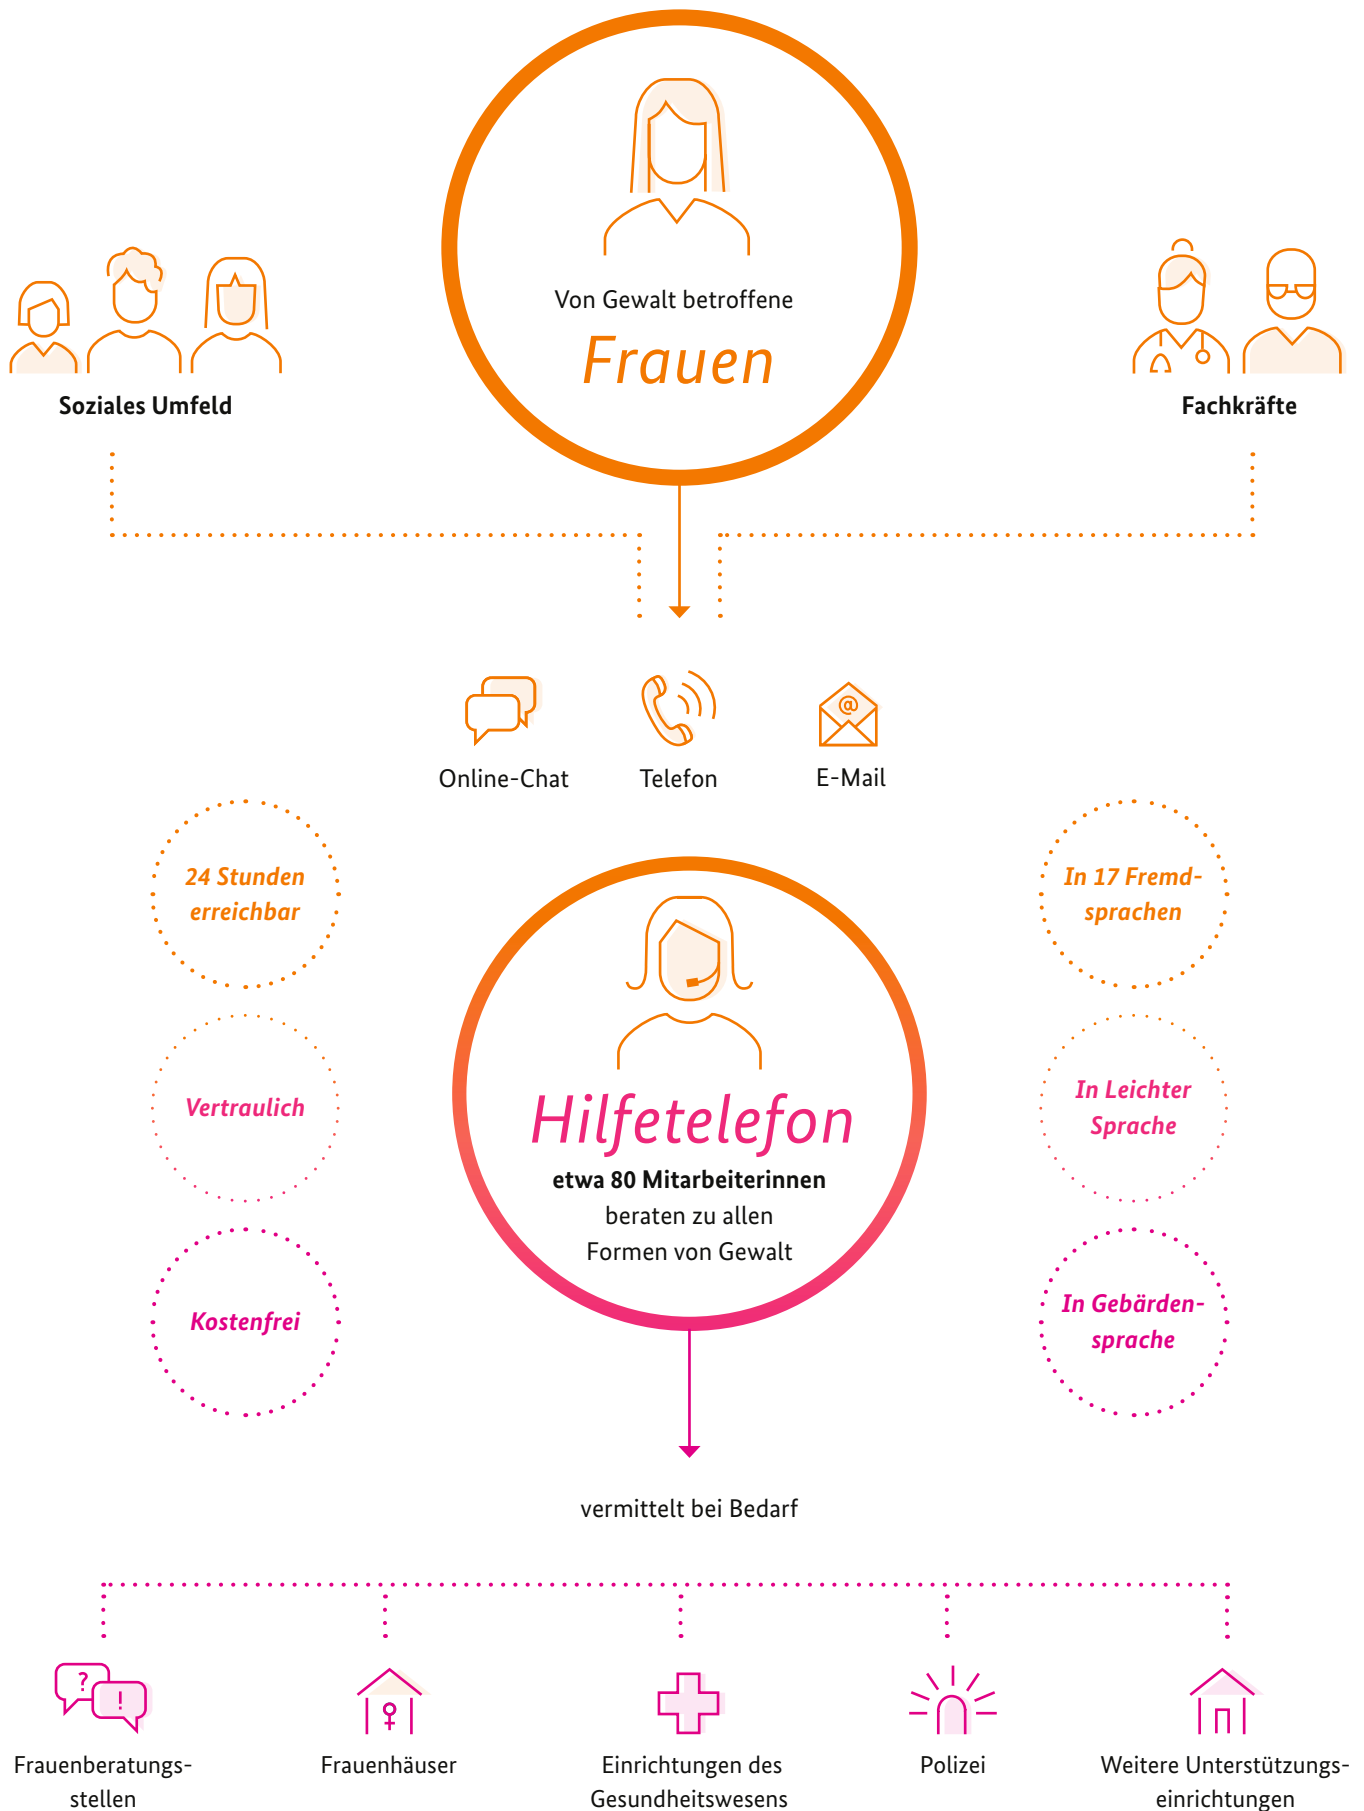 Von Gewalt betroffene
Frauen
Soziales Umfeld
Fachkräfte
Online-Chat
Telefon
@
E-Mail
24 Stunden
erreichbar
In 17 Fremd-
sprachen
Vertraulich
In Leichter
Sprache
Kostenfrei
In Gebärden-
sprache
Hilfetelefon
etwa 80 Mitarbeiterinnen
beraten zu allen
Formen von Gewalt
vermittelt bei Bedarf
?
!
Frauenberatungs-
stellen
Frauenhäuser
Einrichtungen des
Gesundheitswesens
Polizei
Weitere Unterstützungs-
einrichtungen